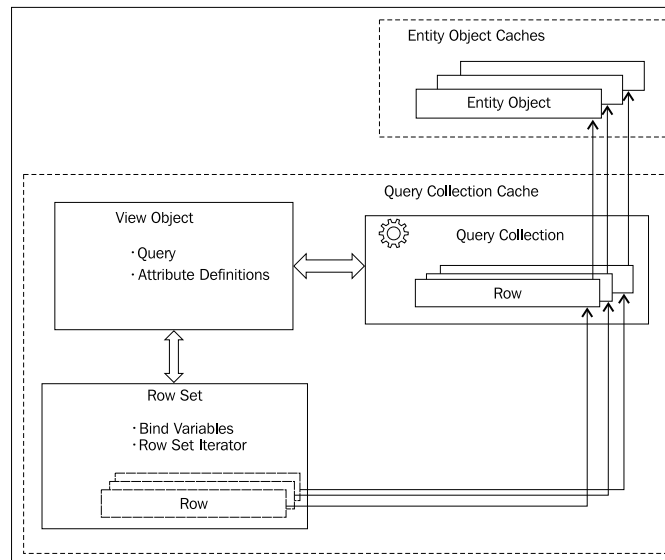 Entity Object Caches
Entity Object
Query Collection Cache
View Object
· Query
· Attribute Definitions
Query Collection
Row
Row Set
· Bind Variables
· Row Set Iterator
Row